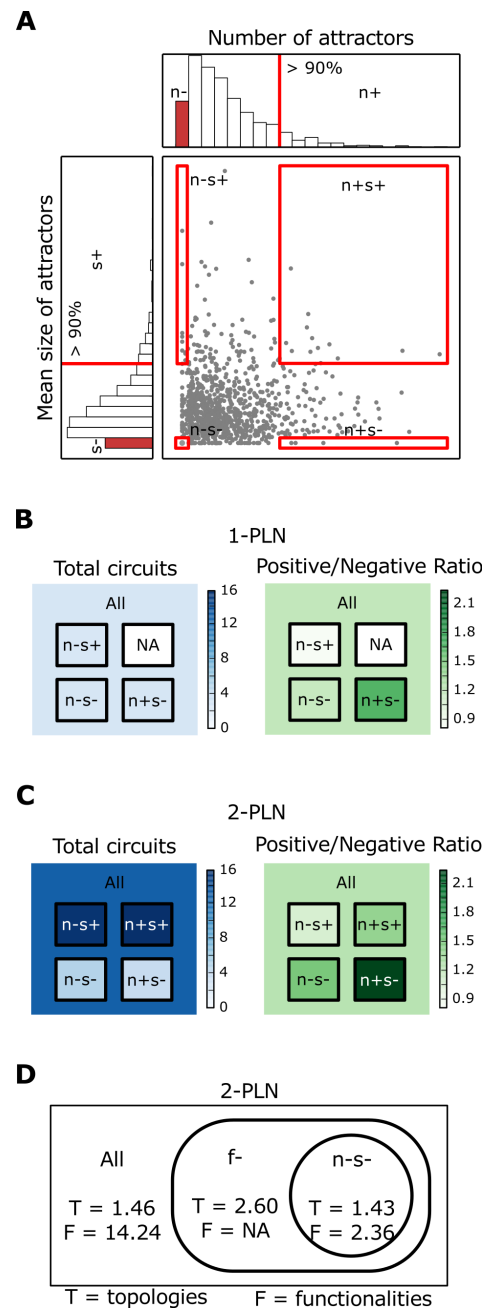 A
Number of attractors
> 90%
n-
n+
Mean size of attractors
s+
> 90%
s-
n-s+
n+s+
n-s-
n+s-
B
1-PLN
Total circuits
Positive/Negative Ratio
All
n-s+
NA
n-s-
n+s-
16
12
8
4
0
All
n-s+
NA
n-s-
n+s-
2.1
1.8
1.5
1.2
0.9
C
2-PLN
Total circuits
Positive/Negative Ratio
All
n-s+
n+s+
n-s-
n+s-
16
12
8
4
0
All
n-s+
n+s+
n-s-
n+s-
2.1
1.8
1.5
1.2
0.9
D
2-PLN
All
f-
n-s-
T = 1.46
F = 14.24
T = 2.60
F = NA
T = 1.43
F = 2.36
T = topologies
F = functionalities